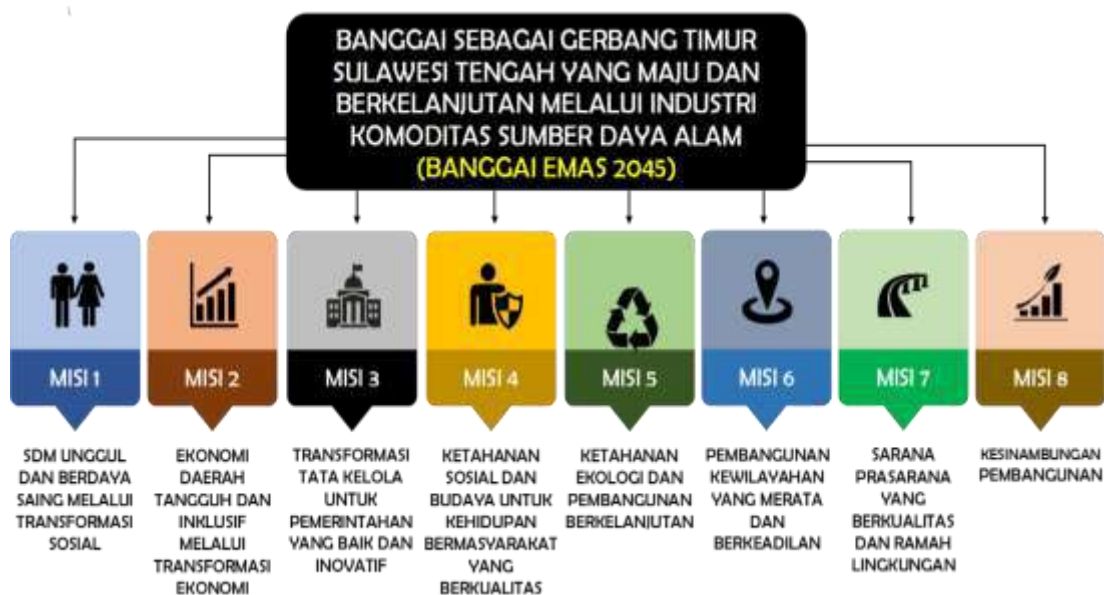 BANGGAI SEBAGAI GERBANG TIMUR
SULAWESI TENGAH YANG MAJU DAN
BERKELANJUTAN MELALUI INDUSTRI
KOMODITAS SUMBER DAYA ALAM
(BANGGAI EMAS 2045)
MISI 1
SDM UNGGUL
DAN BERDAYA
SAING MELALUI
TRANSFORMASI
SOSIAL
MISI 2
EKONOMI
DAERAH
TANGGUH DAN
INKLUSIF
MELALUI
TRANSFORMASI
EKONOMI
MISI 3
TRANSFORMASI
TATA KELOLA
UNTUK
PEMERINTAHAN
YANG BAIK DAN
INOVATIF
MISI 4
KETAHANAN
SOSIAL DAN
BUDAYA UNTUK
KEHIDUPAN
BERMASYARAKAT
YANG
BERKUALITAS
MISI 5
KETAHANAN
EKOLOGI DAN
PEMBANGUNAN
BERKELANJUTAN
MISI 6
PEMBANGUNAN
KEWILAYAHAN
YANG MERATA
DAN
BERKEADILAN
MISI 7
SARANA
PRASARANA
YANG
BERKUALITAS
DAN RAMAH
LINGKUNGAN
MISI 8
KESINAMBUNGAN
PEMBANGUNAN